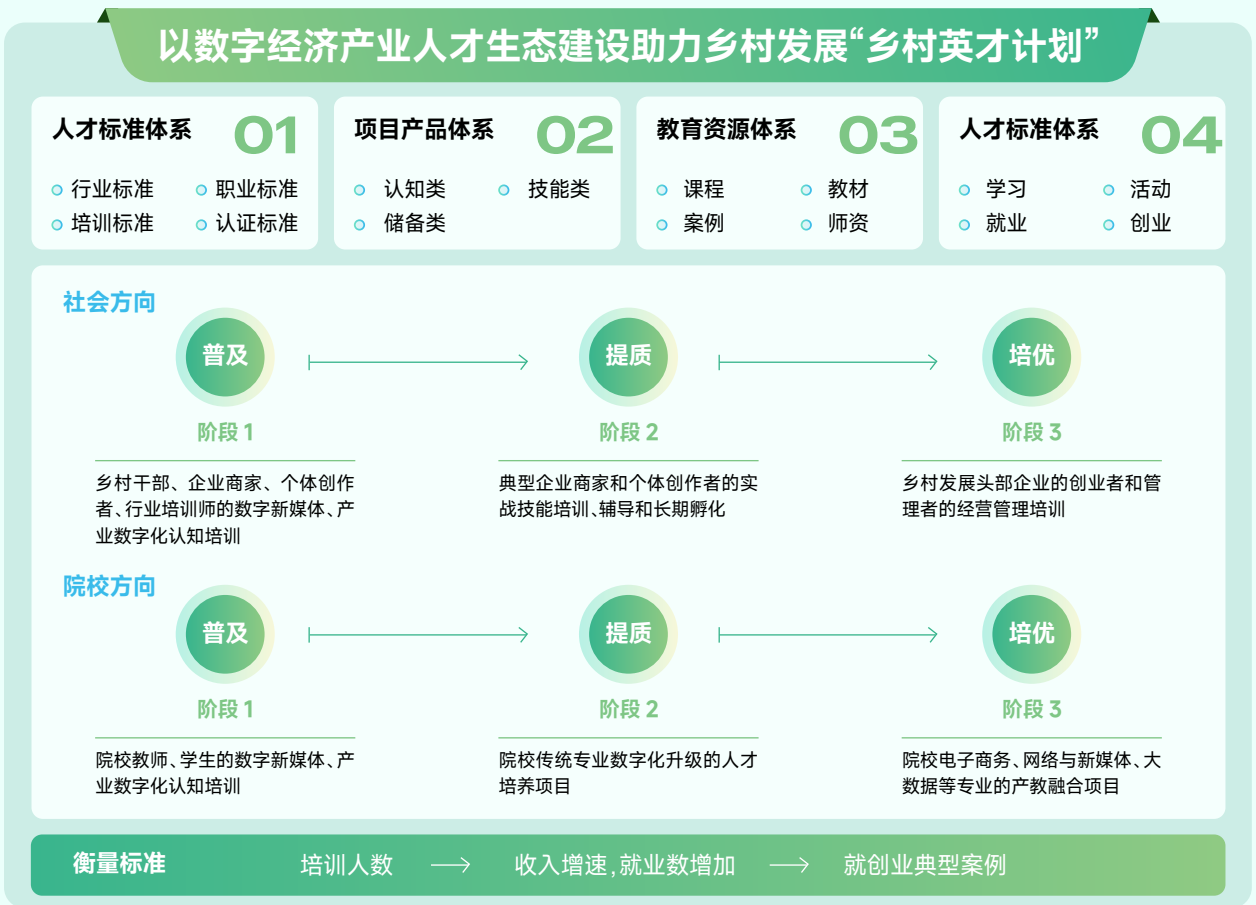 以数字经济产业人才生态建设助力乡村发展“乡村英才计划”
人才标准体系 01
行业标准 职业标准
培训标准 认证标准
项目产品体系 02
认知类 技能类
储备类
教育资源体系 03
课程 教材
案例 师资
人才标准体系 04
学习 活动
就业 创业
社会方向
普及
阶段 1
乡村干部、企业商家、个体创作
者、行业培训师的数字新媒体、产
业数字化认知培训
提质
阶段 2
典型企业商家和个体创作者的实
战技能培训、辅导和长期孵化
培优
阶段 3
乡村发展头部企业的创业者和管
理者的经营管理培训
院校方向
普及
阶段 1
院校教师、学生的数字新媒体、产
业数字化认知培训
提质
阶段 2
院校传统专业数字化升级的人才
培养项目
培优
阶段 3
院校电子商务、网络与新媒体、大
数据等专业的产教融合项目
衡量标准 培训人数 收入增速,就业数增加 就创业典型案例